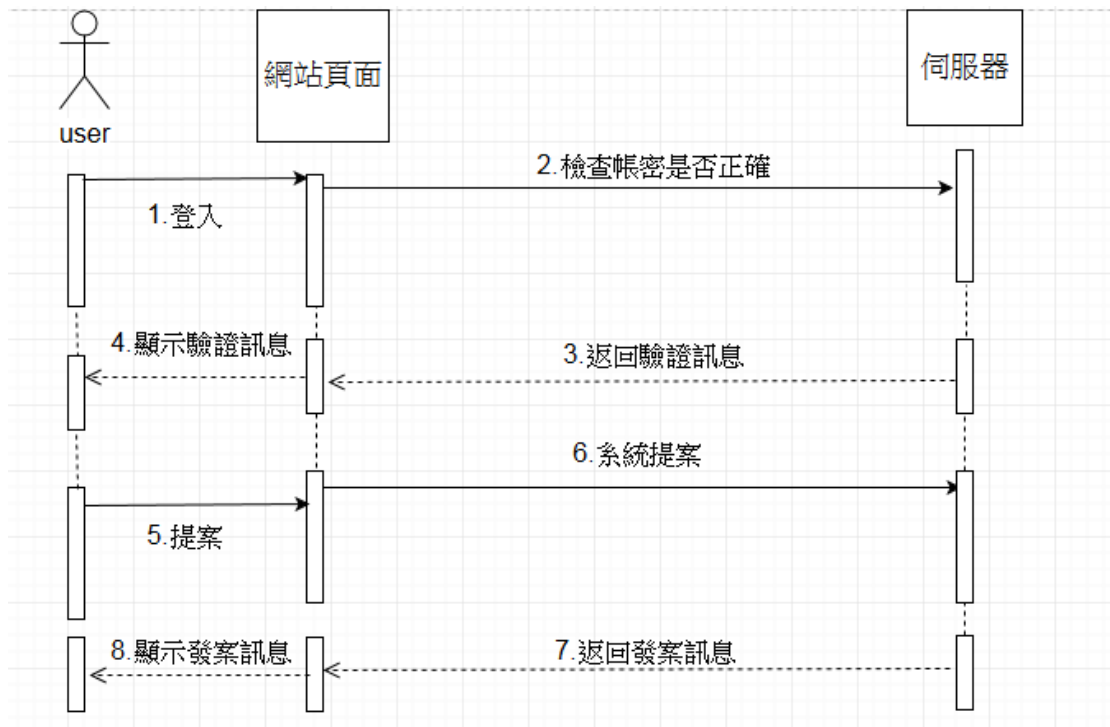 網站頁面
伺服器
user
2.檢查帳密是否正確
1.登入
4.顯示驗證訊息
3.返回驗證訊息
6.系統提案
5.提案
8.顯示發案訊息
7.返回發案訊息